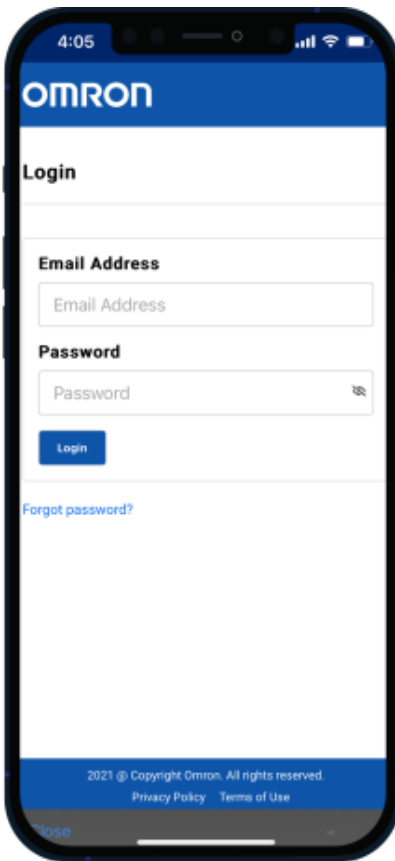 4:05
OMRON
Login
Email Address
Email Address
Password
Password
Login
Forgot password?
2021 @ Copyright Omron. All rights reserved.
Privacy Policy Terms of Use
Close